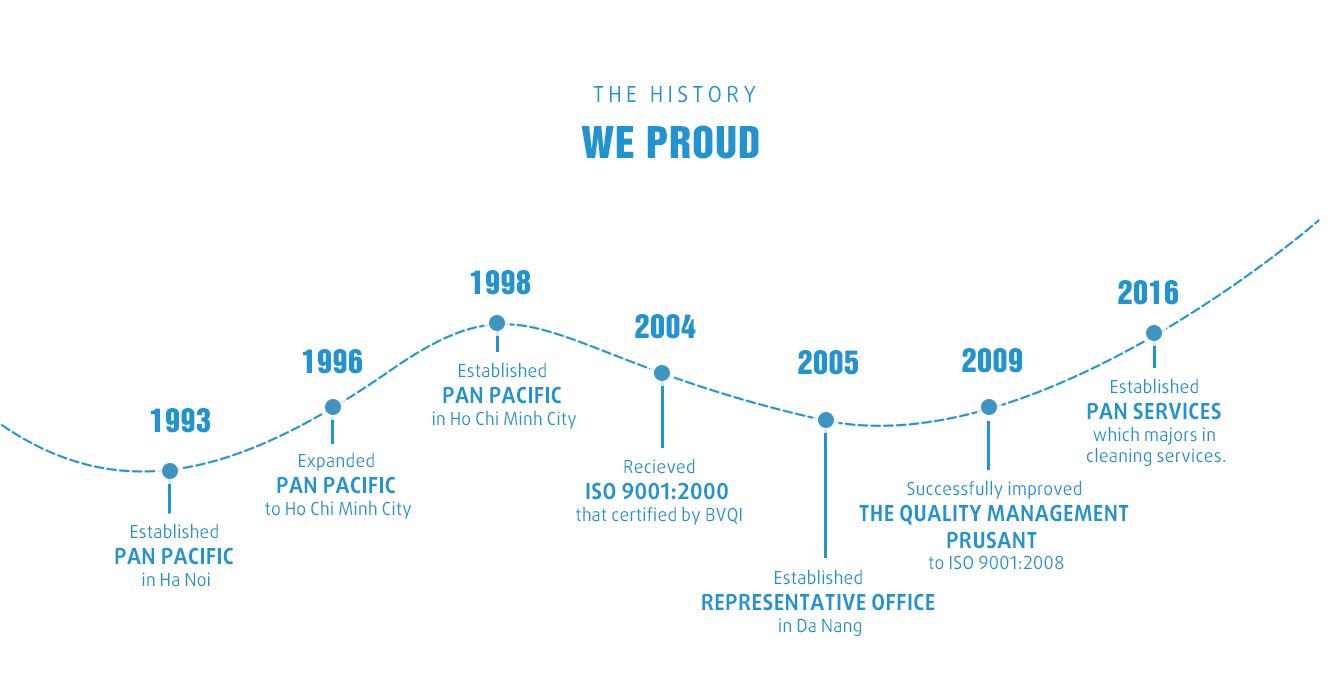 THE HISTORY
WE PROUD
1993
Established
PAN PACIFIC
in Ha Noi
1996
Expanded
PAN PACIFIC
to Ho Chi Minh City
1998
Established
PAN PACIFIC
in Ho Chi Minh City
2004
Recieved
ISO 9001:2000
that certified by BVQI
2005
Established
REPRESENTATIVE OFFICE
in Da Nang
2009
Successfully improved
THE QUALITY MANAGEMENT
PRUSANT
to ISO 9001:2008
2016
Established
PAN SERVICES
which majors in
cleaning services.